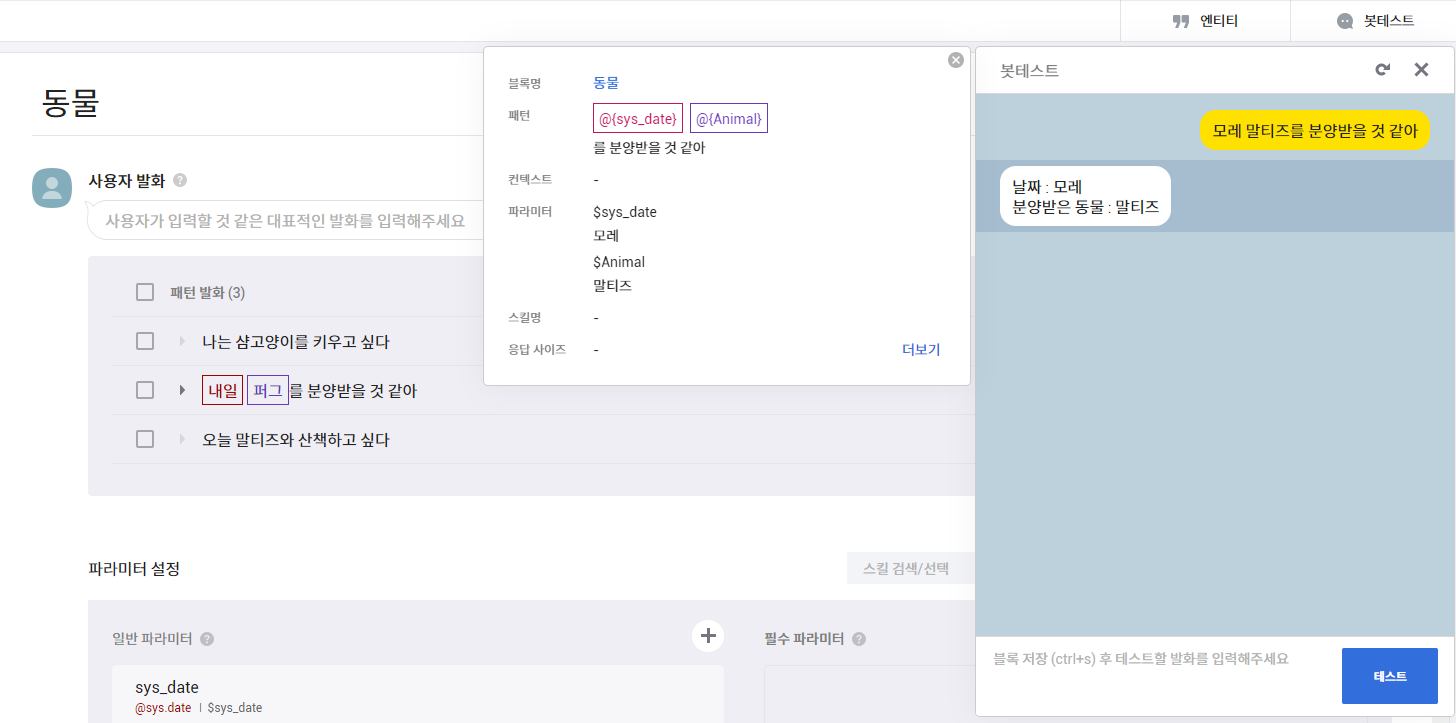 엔티티
봇테스트
동물
사용자 발화 ?
사용자가 입력할 것 같은 대표적인 발화를 입력해주세요
패턴 발화 (3)
나는 샴고양이를 키우고 싶다
내일 퍼그를 분양받을 것 같아
오늘 말티즈와 산책하고 싶다
파라미터 설정
스킬 검색/선택
일반 파라미터 ?
필수 파라미터 ?
sys_date
@sys.date | $sys_date
블록명 동물
패턴 @{sys_date} @{Animal}
를 분양받을 것 같아
컨텍스트 -
파라미터 $sys_date
모레
$Animal
말티즈
스킬명 -
응답 사이즈 - 더보기
봇테스트
모레 말티즈를 분양받을 것 같아
날짜 : 모레
분양받은 동물 : 말티즈
블록 저장 (ctrl+s) 후 테스트할 발화를 입력해주세요
테스트